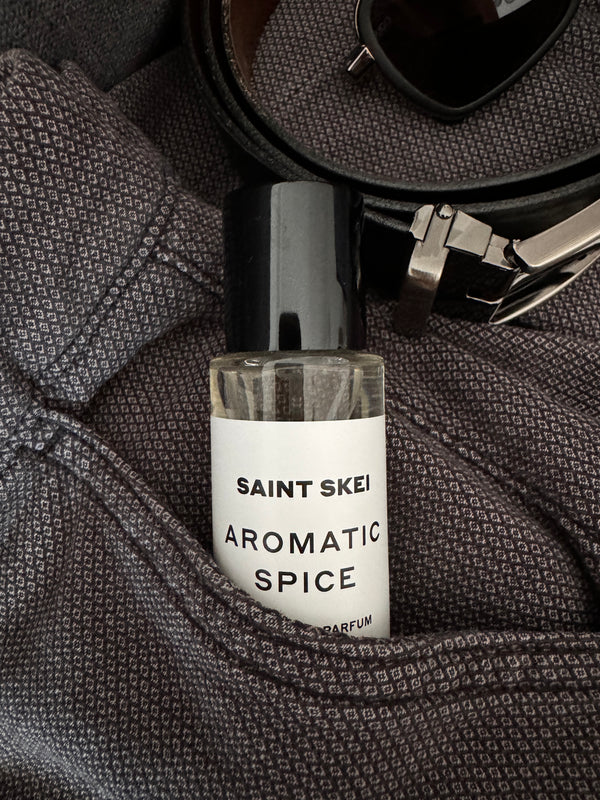 SAINT SKEI
AROMATIC
SPICE
PARFUM